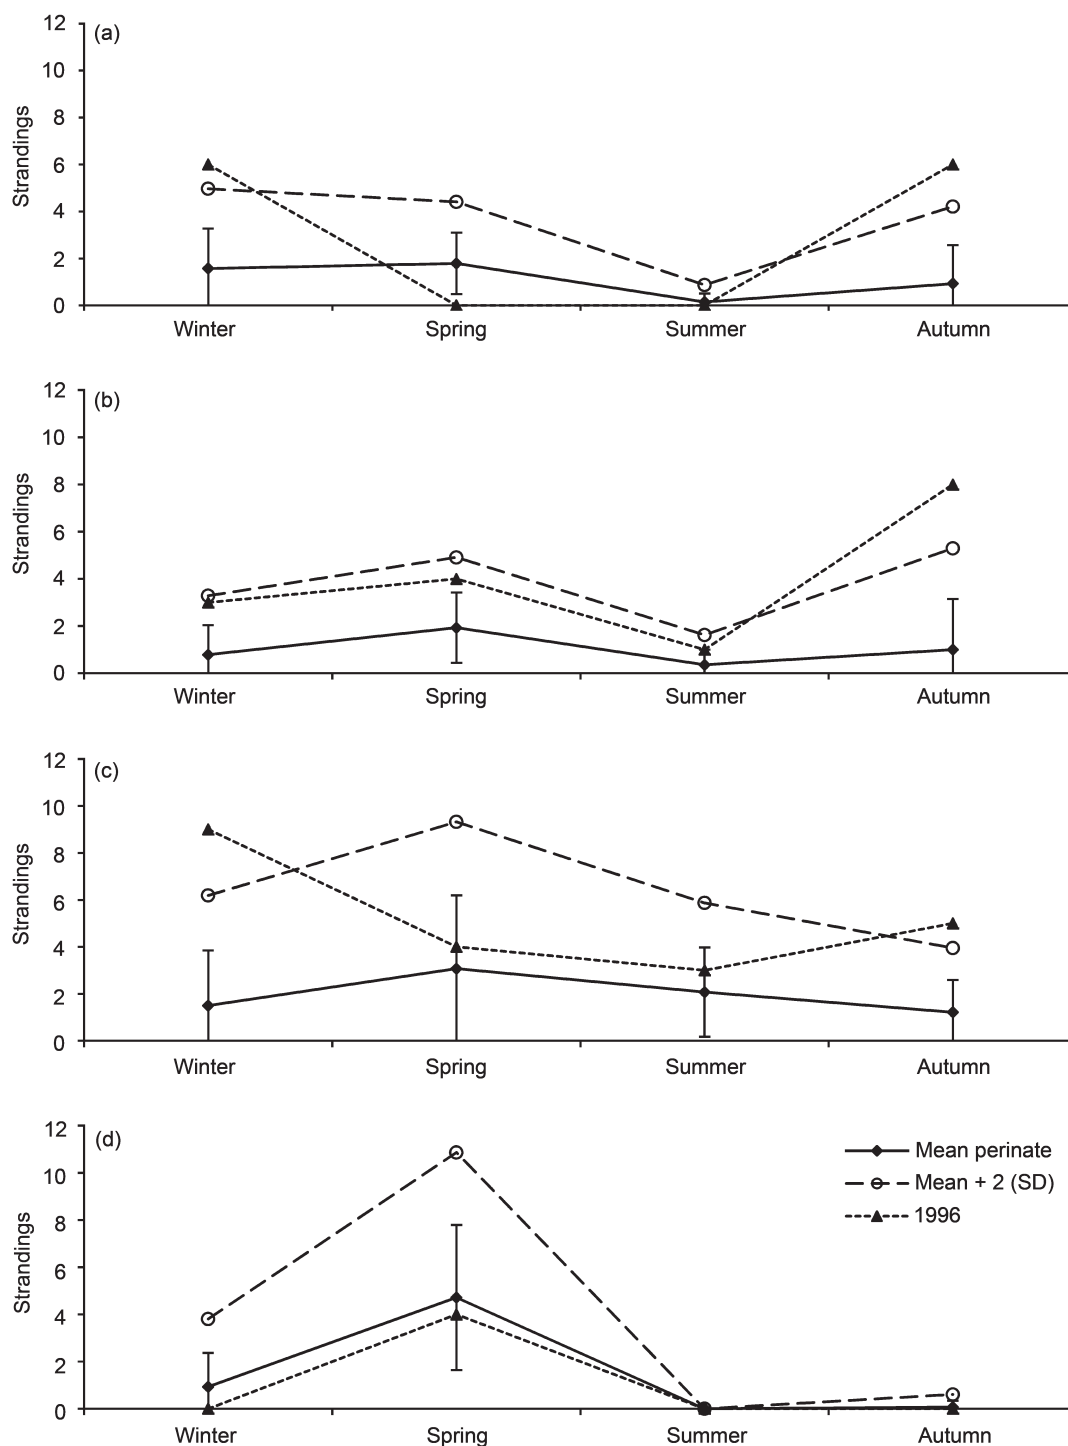 12
(a)
10
8
6
4
2
0
Strandings
Winter Spring Summer Autumn
12
(b)
10
8
6
4
2
0
Strandings
Winter Spring Summer Autumn
12
(c)
10
8
6
4
2
0
Strandings
Winter Spring Summer Autumn
12
(d)
10
8
6
4
2
0
Strandings
Mean perinate
Mean + 2 (SD)
1996
Winter Spring Summer Autumn